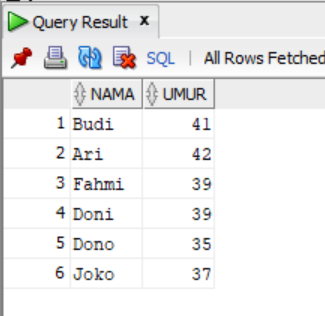 Query Result x
SQL | All Rows Fetched
NAMA UMUR
1 Budi 41
2 Ari 42
3 Fahmi 39
4 Doni 39
5 Dono 35
6 Joko 37